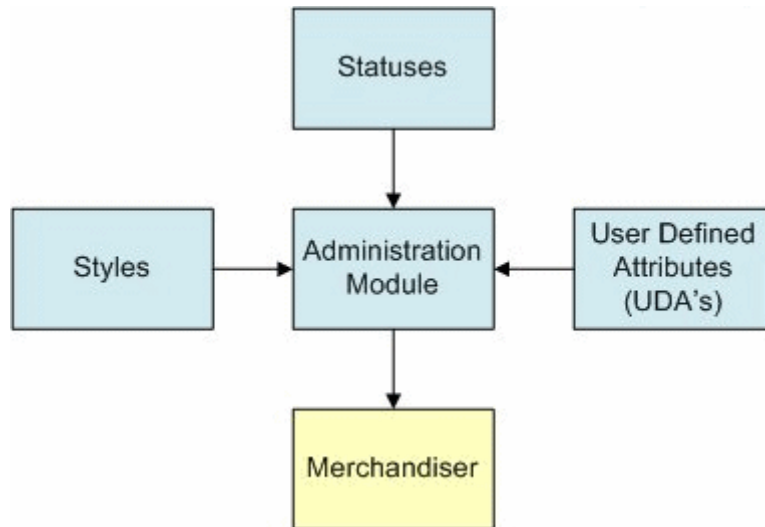 Statuses
Styles
Administration
Module
User Defined
Attributes
(UDA's)
Merchandiser